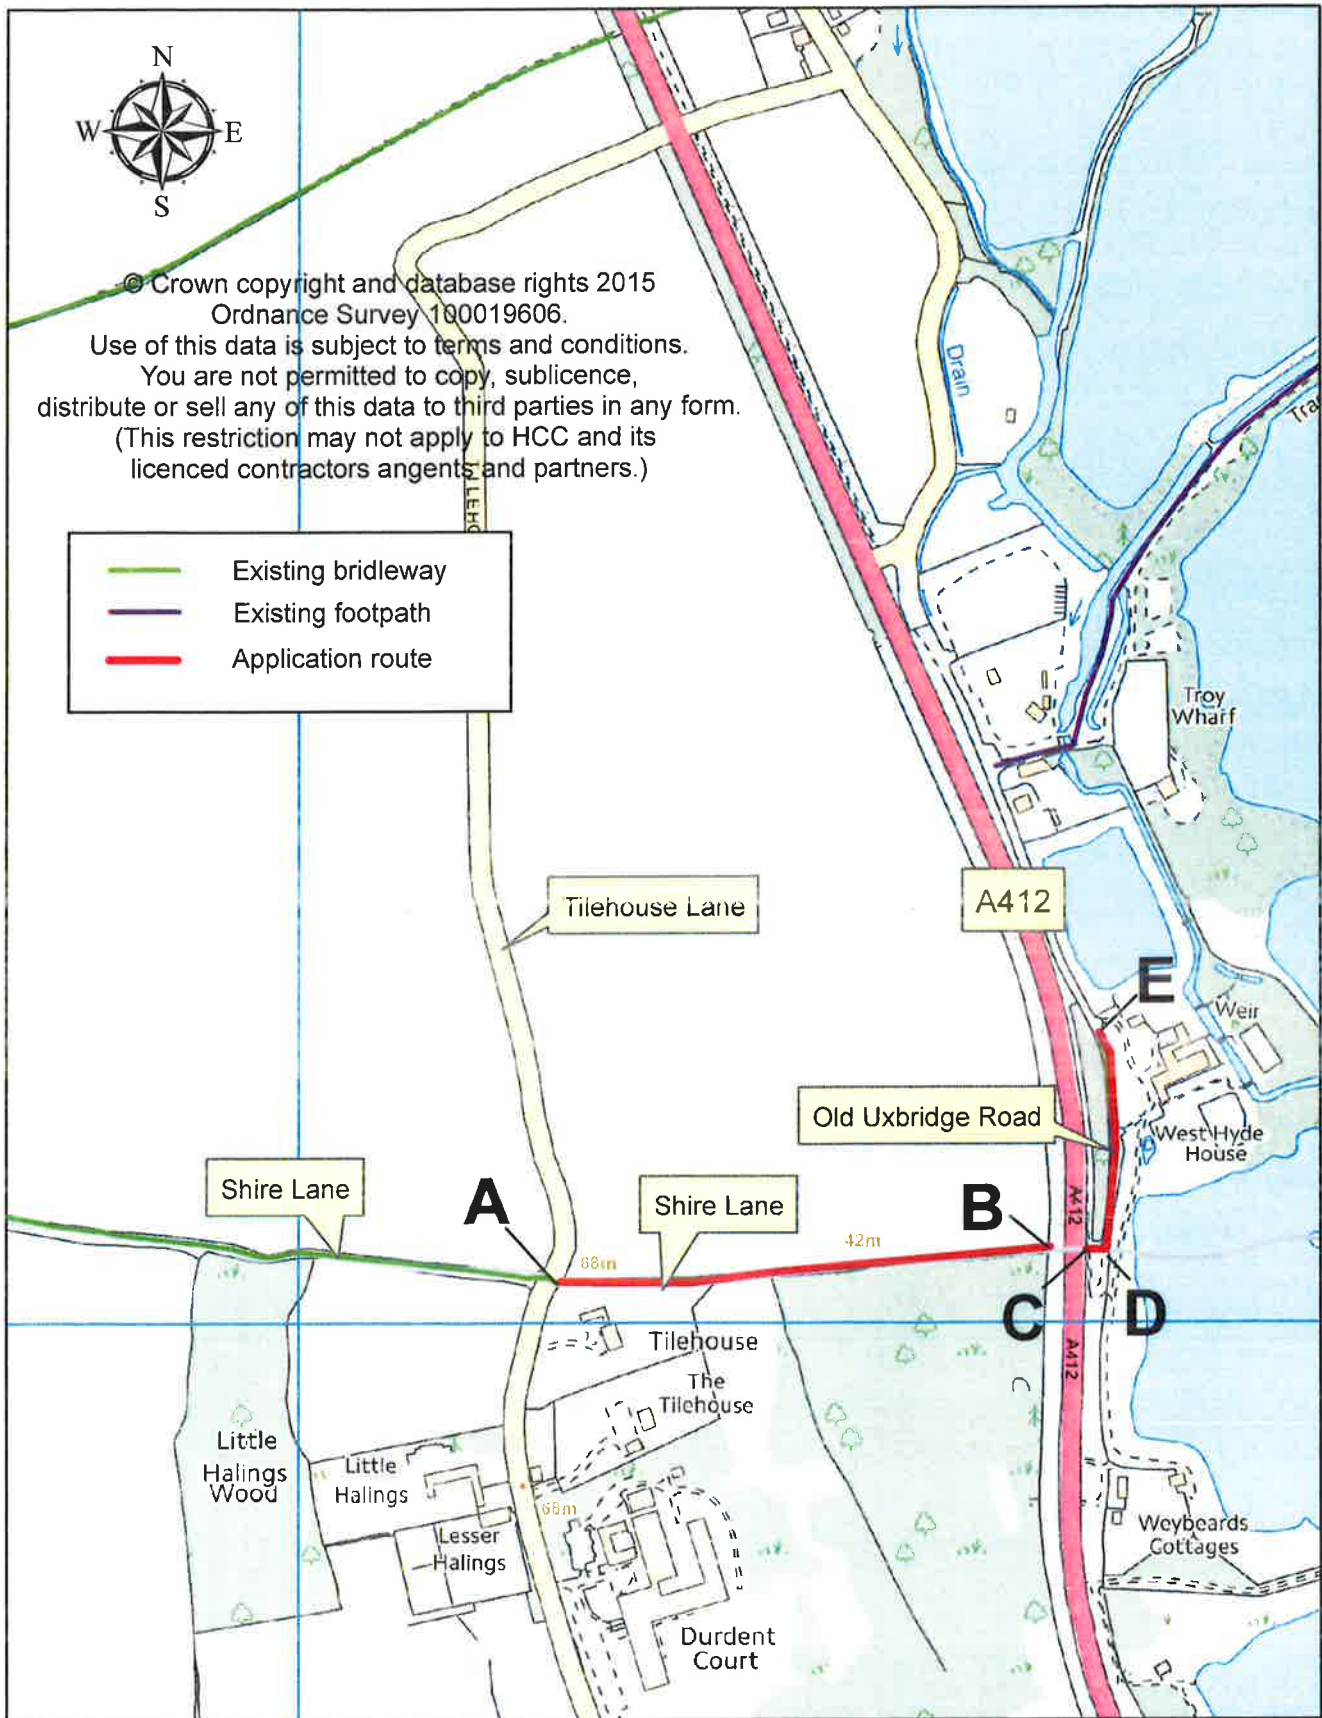 N
W
E
S
© Crown copyright and database rights 2015
Ordnance Survey 100019606.
Use of this data is subject to terms and conditions.
You are not permitted to copy, sublicence,
distribute or sell any of this data to third parties in any form.
(This restriction may not apply to HCC and its
licenced contractors angents and partners.)
Existing bridleway
Existing footpath
Application route
Drain
Troy
Wharf
Tilehouse Lane
A412
E
Weir
Old Uxbridge Road
West Hyde
House
Shire Lane
A
Shire Lane
B
A412
42m
68m
C
D
A412
Tilehouse
The
Tilehouse
Little
Halings
Wood
Little
Halings
Lesser
Halings
68m
Weybeards
Cottages
Durdent
Court